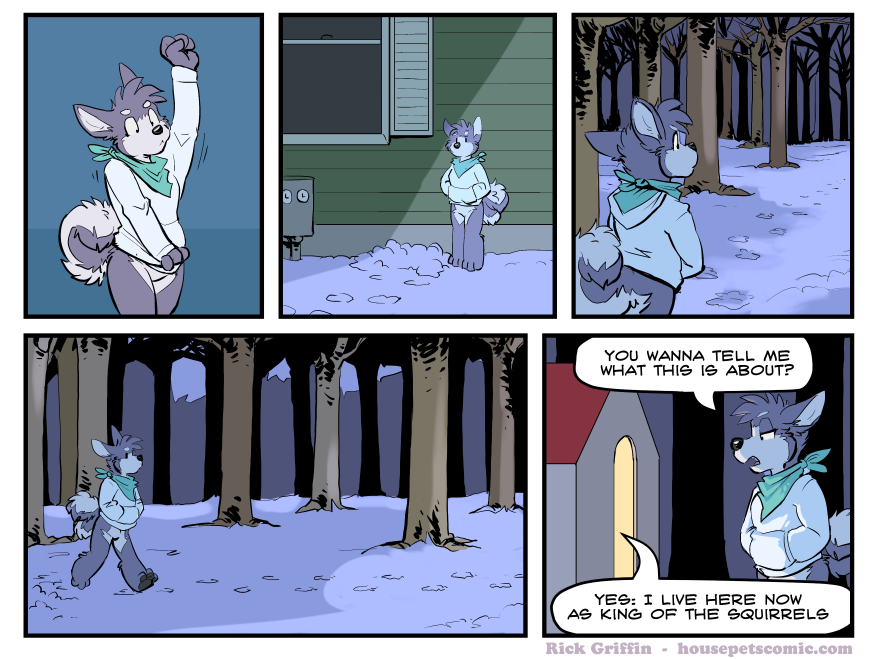 YOU WANNA TELL ME
WHAT THIS IS ABOUT?
YES: I LIVE HERE NOW
AS KING OF THE SQUIRRELS
Rick Griffin - housepetscomic.com